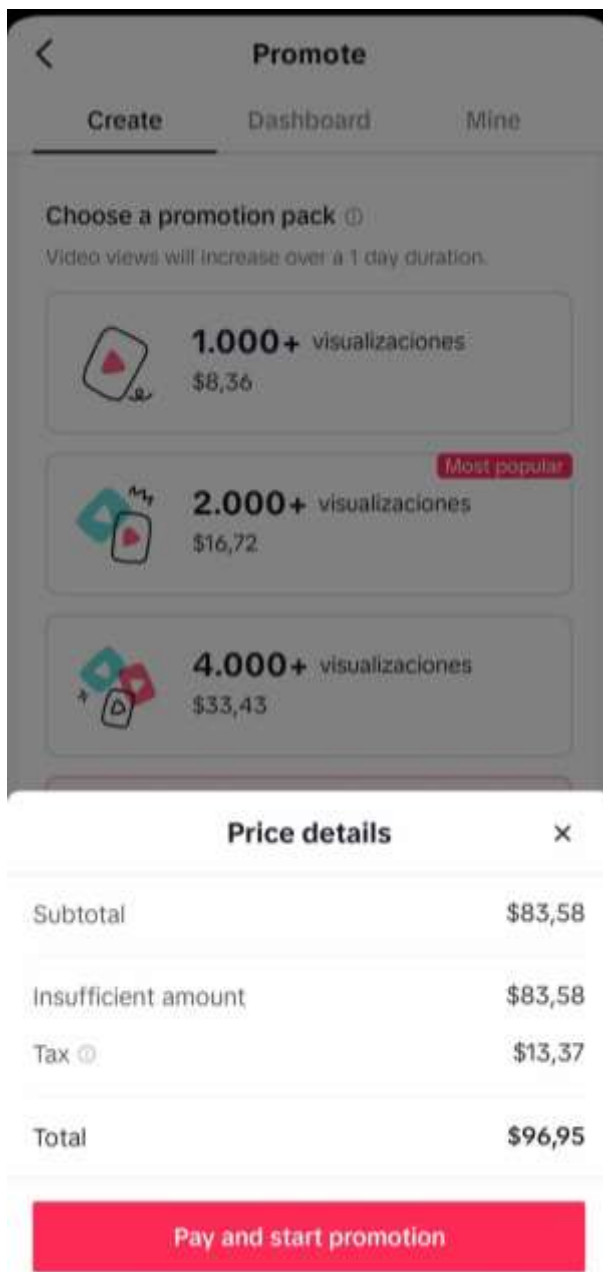 Promote
Create Dashboard Mine
Choose a promotion pack
Video views will increase over a 1 day duration.
1.000+ visualizaciones
$8,36
Most popular
2.000+ visualizaciones
$16,72
4.000+ visualizaciones
$33,43
Price details
Subtotal $83,58
Insufficient amount $83,58
Tax $13,37
Total $96,95
Pay and start promotion